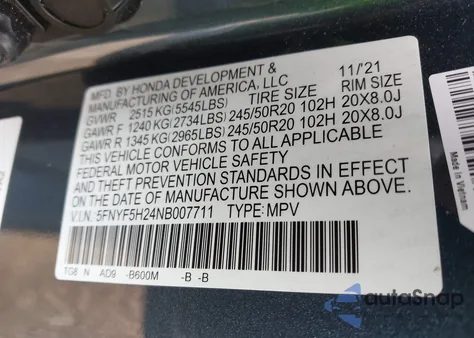 MFD. BY HONDA DEVELOPMENT & 11/'21
MANUFACTURING OF AMERICA, LLC
GVWR 2515 KG(5545LBS) TIRE SIZE RIM SIZE
GAWR F 1240 KG(2734LBS) 245/50R20 102H 20X8.0J
GAWR R 1345 KG(2965LBS) 245/50R20 102H 20X8.0J
THIS VEHICLE CONFORMS TO ALL APPLICABLE
FEDERAL MOTOR VEHICLE SAFETY
AND THEFT PREVENTION STANDARDS IN EFFECT
ON THE DATE OF MANUFACTURE SHOWN ABOVE.
V.I.N: 5FNYF5H24NB007711 TYPE: MPV
TG8 N AD9 -B600M -B -B
Made in Vietnam
autoSnap